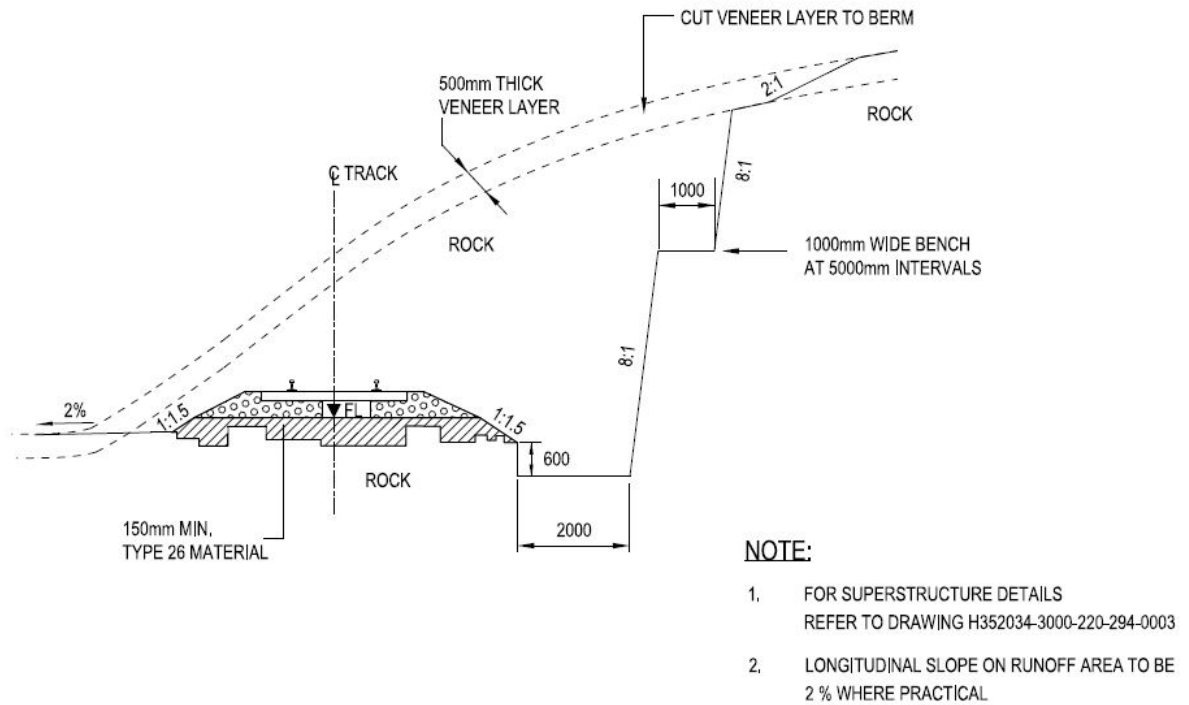 CUT VENEER LAYER TO BERM
500mm THICK
VENEER LAYER
2:1
ROCK
℄ TRACK
8:1
1000
ROCK
1000mm WIDE BENCH
AT 5000mm INTERVALS
8:1
2%
1:1.5
FL
1:1.5
600
ROCK
150mm MIN.
TYPE 26 MATERIAL
2000
NOTE:
1. FOR SUPERSTRUCTURE DETAILS
REFER TO DRAWING H352034-3000-220-294-0003
2. LONGITUDINAL SLOPE ON RUNOFF AREA TO BE
2 % WHERE PRACTICAL